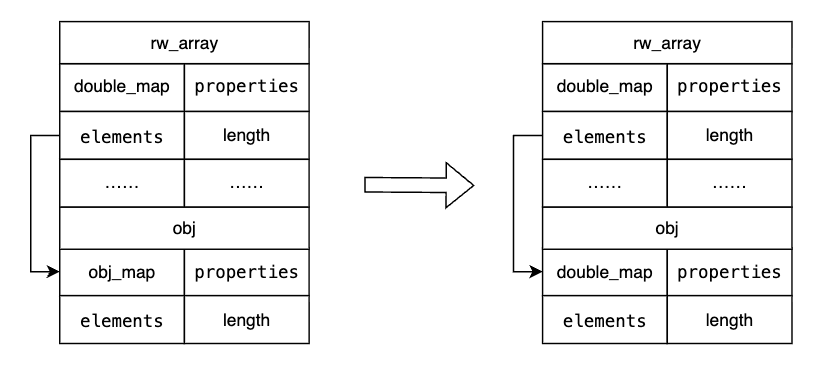 rw_array
double_map properties
elements length
...... ......
obj
obj_map properties
elements length
rw_array
double_map properties
elements length
...... ......
obj
double_map properties
elements length